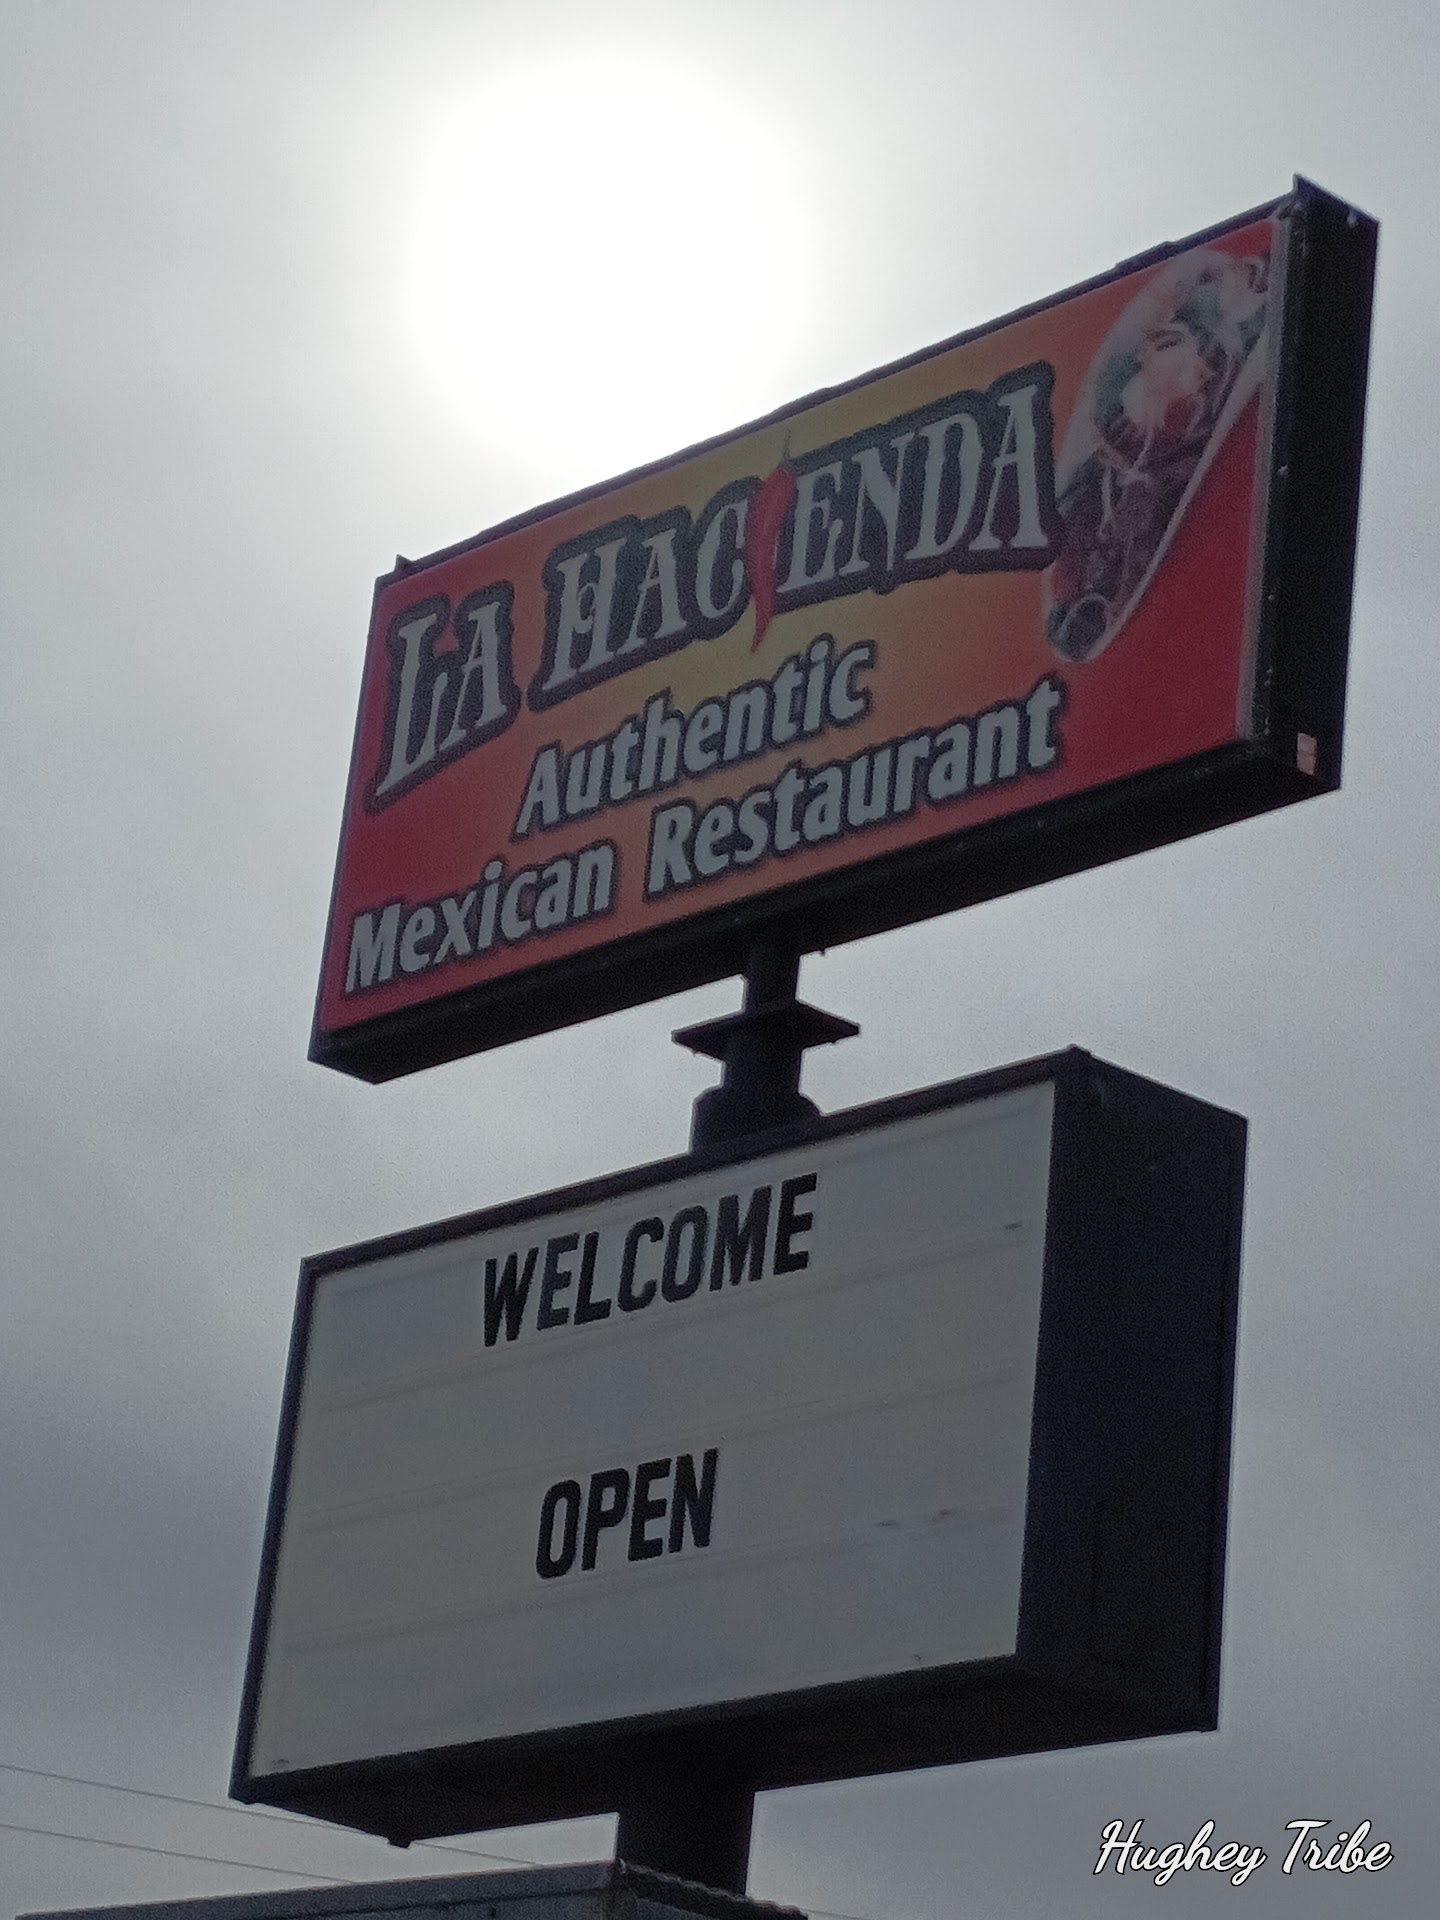 LA HACIENDA
Authentic
Mexican Restaurant
WELCOME
OPEN
Hughey Tribe